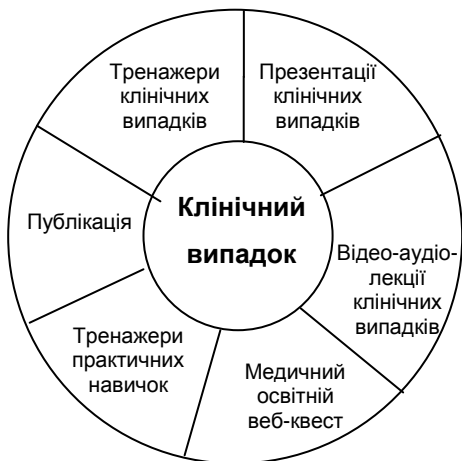 Тренажери
клінічних
випадків
Презентації
клінічних
випадків
Публікація
Клінічний
випадок
Відео-аудіо-
лекції
клінічних
випадків
Тренажери
практичних
навичок
Медичний
освітній
веб-квест